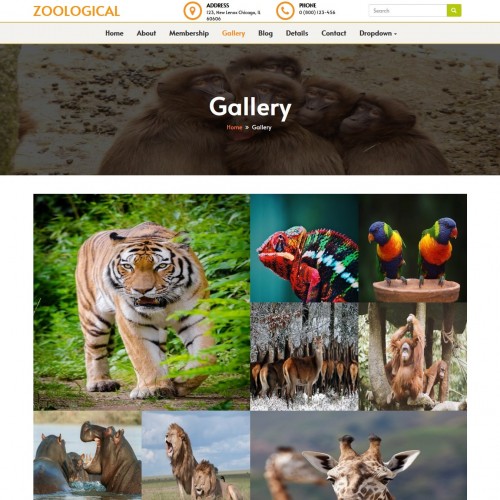 ZOOLOGICAL
ADDRESS
123, New Lenox Chicago, IL
60606
PHONE
0 (800) 123-456
Search
Home About Membership Gallery Blog Details Contact Dropdown
Gallery
Home » Gallery